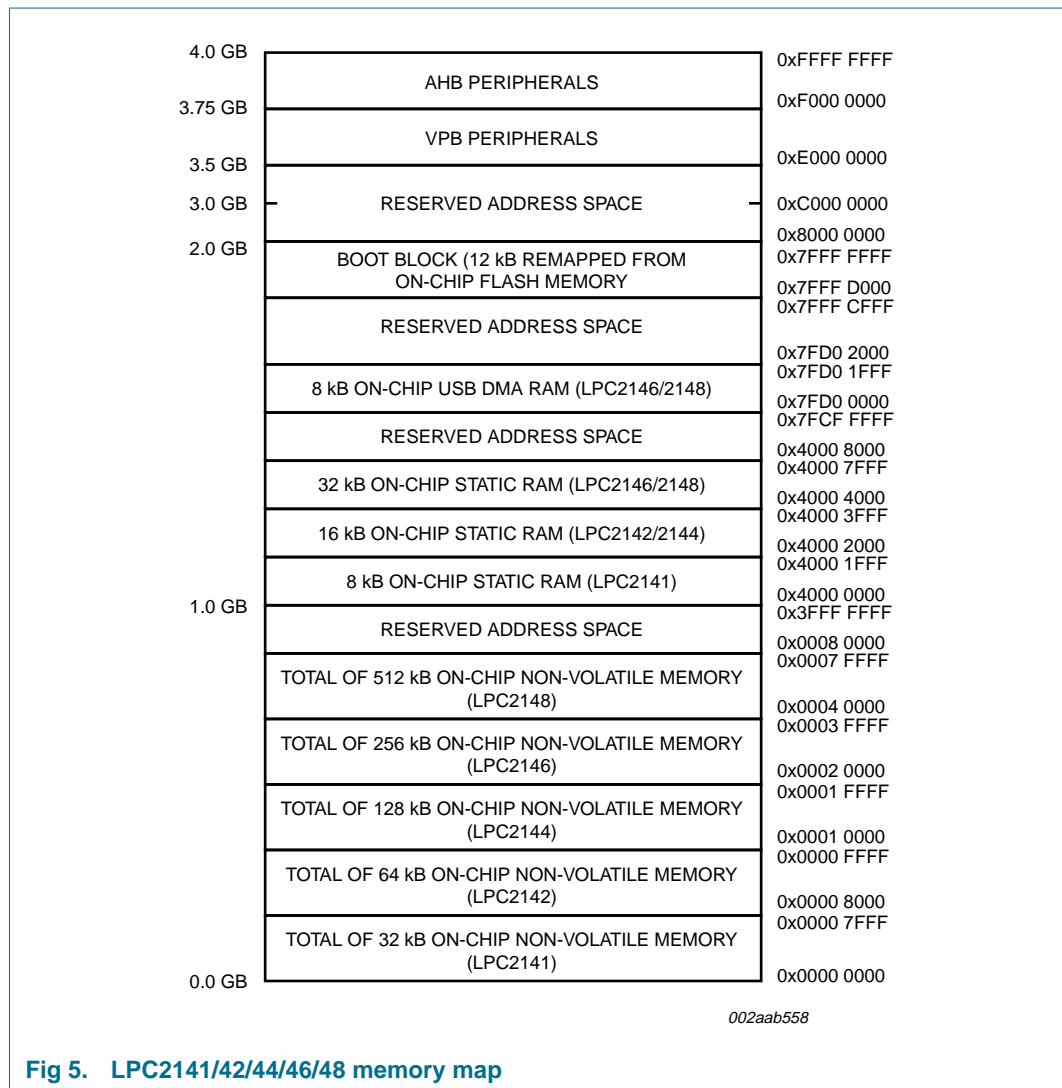 4.0 GB
AHB PERIPHERALS
0xFFFF FFFF
3.75 GB
0xF000 0000
VPB PERIPHERALS
3.5 GB
0xE000 0000
3.0 GB
RESERVED ADDRESS SPACE
0xC000 0000
0x8000 0000
2.0 GB
BOOT BLOCK (12 kB REMAPPED FROM
ON-CHIP FLASH MEMORY
0x7FFF FFFF
0x7FFF D000
0x7FFF CFFF
RESERVED ADDRESS SPACE
0x7FD0 2000
0x7FD0 1FFF
8 kB ON-CHIP USB DMA RAM (LPC2146/2148)
0x7FD0 0000
0x7FCF FFFF
RESERVED ADDRESS SPACE
0x4000 8000
0x4000 7FFF
32 kB ON-CHIP STATIC RAM (LPC2146/2148)
0x4000 4000
0x4000 3FFF
16 kB ON-CHIP STATIC RAM (LPC2142/2144)
0x4000 2000
0x4000 1FFF
8 kB ON-CHIP STATIC RAM (LPC2141)
0x4000 0000
1.0 GB
0x3FFF FFFF
RESERVED ADDRESS SPACE
0x0008 0000
0x0007 FFFF
TOTAL OF 512 kB ON-CHIP NON-VOLATILE MEMORY
(LPC2148)
0x0004 0000
0x0003 FFFF
TOTAL OF 256 kB ON-CHIP NON-VOLATILE MEMORY
(LPC2146)
0x0002 0000
0x0001 FFFF
TOTAL OF 128 kB ON-CHIP NON-VOLATILE MEMORY
(LPC2144)
0x0001 0000
0x0000 FFFF
TOTAL OF 64 kB ON-CHIP NON-VOLATILE MEMORY
(LPC2142)
0x0000 8000
0x0000 7FFF
TOTAL OF 32 kB ON-CHIP NON-VOLATILE MEMORY
(LPC2141)
0.0 GB
0x0000 0000
002aab558
Fig 5. LPC2141/42/44/46/48 memory map